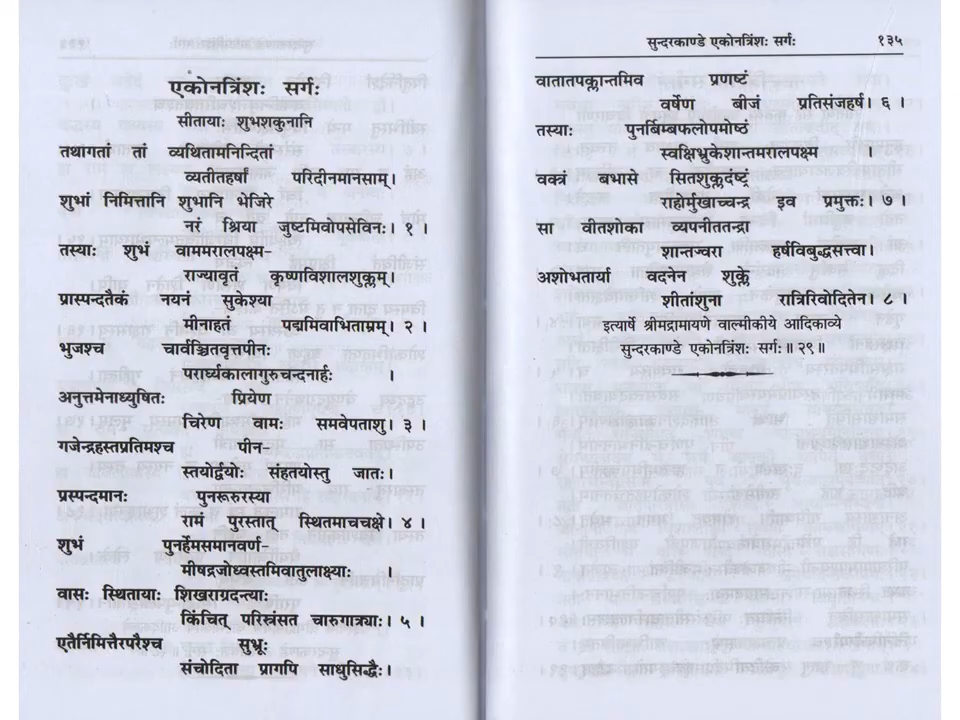 एकोनत्रिंशः सर्गः
सीतायाः शुभशकुनानि
तथागतां तां व्यथितामनिन्दितां
व्यतीतहर्षां परिदीनमानसाम्।
शुभां निमित्तानि शुभानि भेजिरे
नरं श्रिया जुष्टमिवोपसेविनः। १ ।
तस्याः शुभं वाममरालपक्ष्म-
राज्यावृतं कृष्णविशालशुक्लम्।
प्रास्पन्दतैकं नयनं सुकेश्या
मीनाहतं पद्ममिवाभिताम्रम्। २ ।
भुजश्च चार्वञ्चितवृत्तपीनः
परार्घ्यकालागुरुचन्दनार्हः ।
अनुत्तमेनाध्युषितः प्रियेण
चिरेण वामः समवेपताशु। ३ ।
गजेन्द्रहस्तप्रतिमश्च पीन-
स्तयोर्द्वयोः संहतयोस्तु जातः।
प्रस्पन्दमानः पुनरूरुरस्या
रामं पुरस्तात् स्थितमाचचक्षे। ४ ।
शुभं पुनर्हेमसमानवर्ण-
मीषद्रजोध्वस्तमिवातुलाक्ष्याः ।
वासः स्थितायाः शिखराग्रदन्त्याः
किंचित् परिस्रंसत चारुगात्र्याः। ५ ।
एतैर्निमित्तैरपरैश्च सुभ्रूः
संचोदिता प्रागपि साधुसिद्धैः।
सुन्दरकाण्डे एकोनत्रिंशः सर्गः १३५
वातातपक्लान्तमिव प्रणष्टं
वर्षेण बीजं प्रतिसंजहर्ष। ६ ।
तस्याः पुनर्बिम्बफलोपमोष्ठं
स्वक्षिभ्रुकेशान्तमरालपक्ष्म ।
वक्त्रं बभासे सितशुक्लदंष्ट्रं
राहोर्मुखाच्चन्द्र इव प्रमुक्तः। ७ ।
सा वीतशोका व्यपनीततन्द्रा
शान्तज्वरा हर्षविबुद्धसत्त्वा।
अशोभतार्या वदनेन शुक्ले
शीतांशुना रात्रिरिवोदितेन। ८ ।
इत्यार्षे श्रीमद्रामायणे वाल्मीकीये आदिकाव्ये
सुन्दरकाण्डे एकोनत्रिंशः सर्गः॥ २९॥